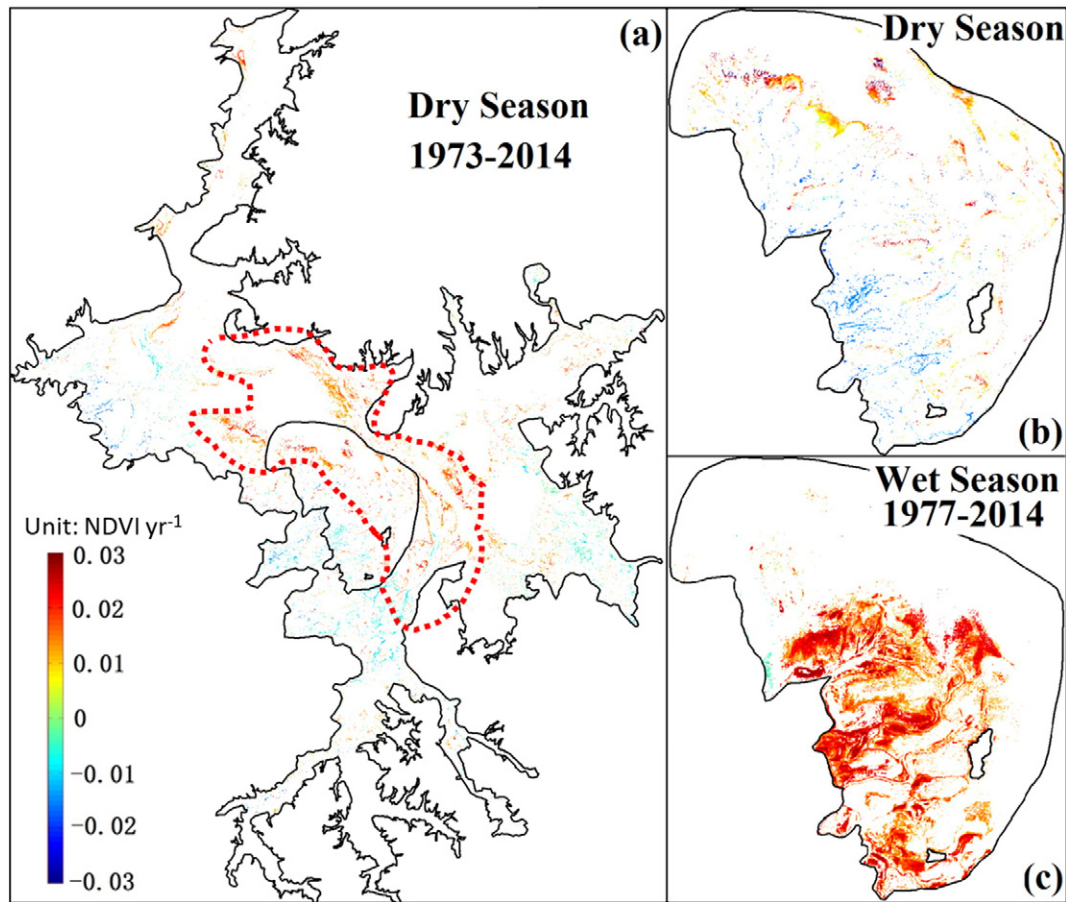 (a)
Dry Season
1973-2014
Unit: NDVI yr-1
0.03
0.02
0.01
0
-0.01
-0.02
-0.03
Dry Season
(b)
Wet Season
1977-2014
(c)